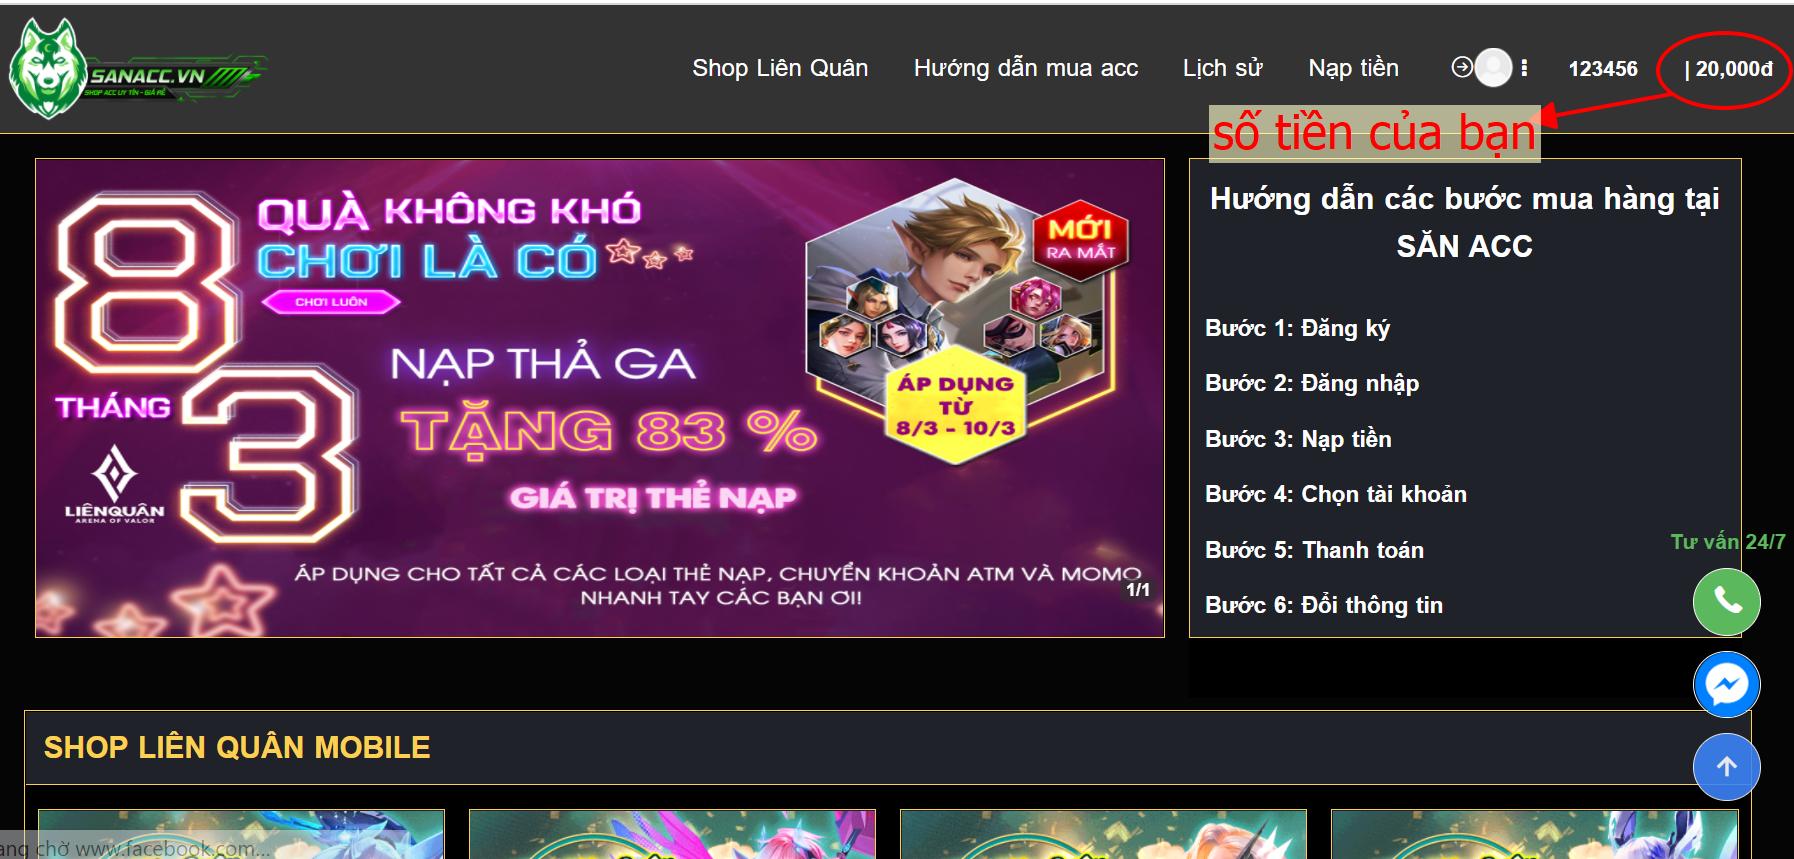 SANACC.VN
SHOP ACC UY TÍN - GIÁ RẺ
Shop Liên Quân
Hướng dẫn mua acc
Lịch sử
Nạp tiền
123456
| 20,000đ
số tiền của bạn
8
THÁNG
3
QUÀ KHÔNG KHÓ
CHƠI LÀ CÓ
CHƠI LUÔN
NẠP THẢ GA
TẶNG 83 %
GIÁ TRỊ THẺ NẠP
MỚI
RA MẮT
ÁP DỤNG
TỪ
8/3 - 10/3
LIÊNQUÂN
ARENA OF VALOR
ÁP DỤNG CHO TẤT CẢ CÁC LOẠI THẺ NẠP, CHUYỂN KHOẢN ATM VÀ MOMO
NHANH TAY CÁC BẠN ƠI!
1/1
Hướng dẫn các bước mua hàng tại
SĂN ACC
Bước 1: Đăng ký
Bước 2: Đăng nhập
Bước 3: Nạp tiền
Bước 4: Chọn tài khoản
Bước 5: Thanh toán
Bước 6: Đổi thông tin
Tư vấn 24/7
SHOP LIÊN QUÂN MOBILE
ang chờ www.facebook.com...